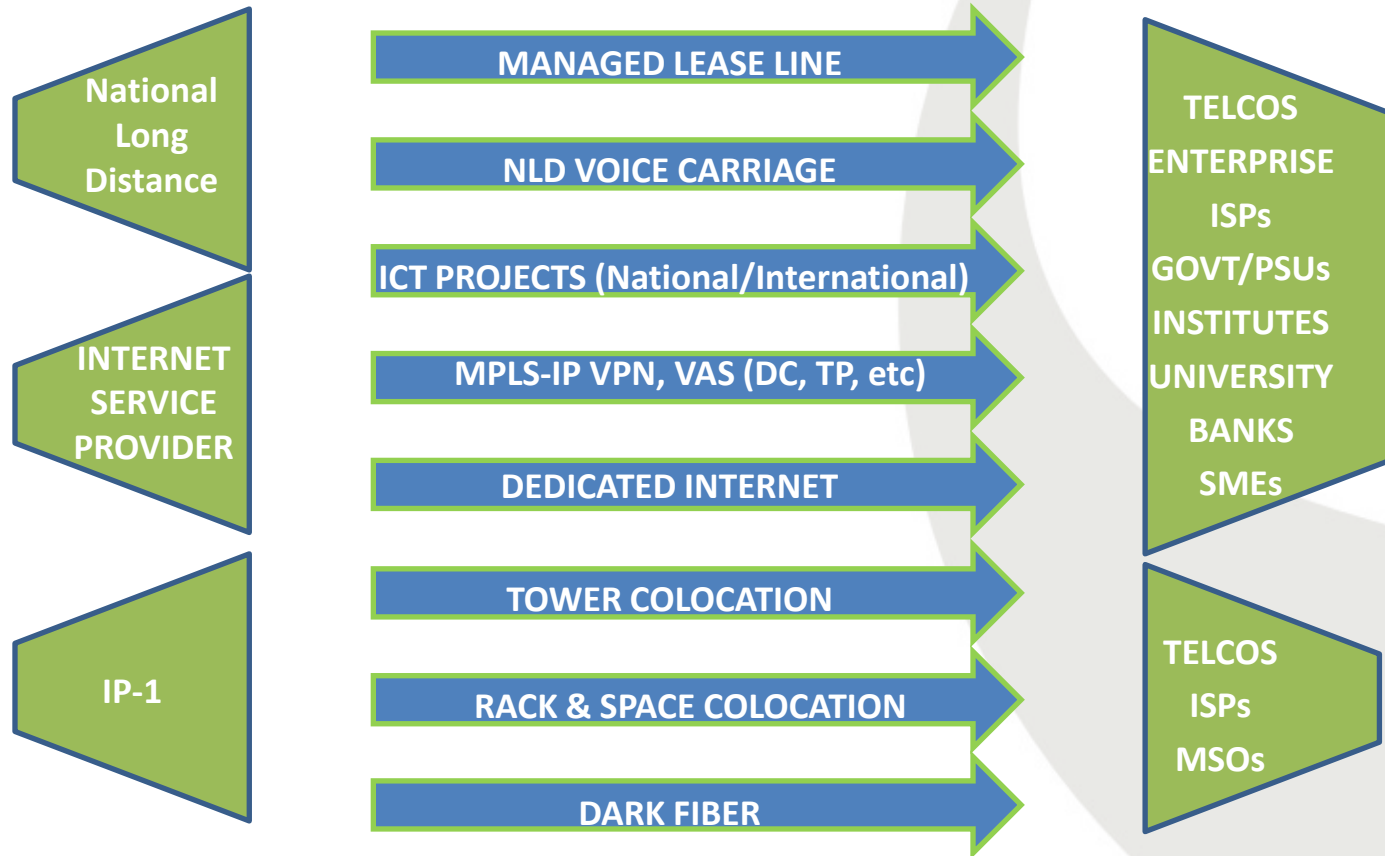 National
Long
Distance
INTERNET
SERVICE
PROVIDER
IP-1
MANAGED LEASE LINE
NLD VOICE CARRIAGE
ICT PROJECTS (National/International)
MPLS-IP VPN, VAS (DC, TP, etc)
DEDICATED INTERNET
TOWER COLOCATION
RACK & SPACE COLOCATION
DARK FIBER
TELCOS
ENTERPRISE
ISPs
GOVT/PSUs
INSTITUTES
UNIVERSITY
BANKS
SMEs
TELCOS
ISPs
MSOs